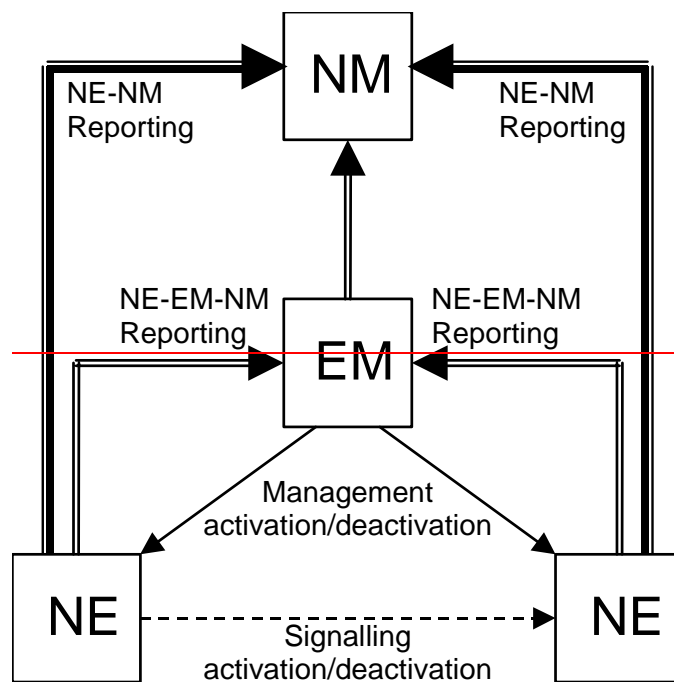 NM
NE-NM
Reporting
NE-NM
Reporting
NE-EM-NM
Reporting
NE-EM-NM
Reporting
EM
Management
activation/deactivation
NE
NE
Signalling
activation/deactivation